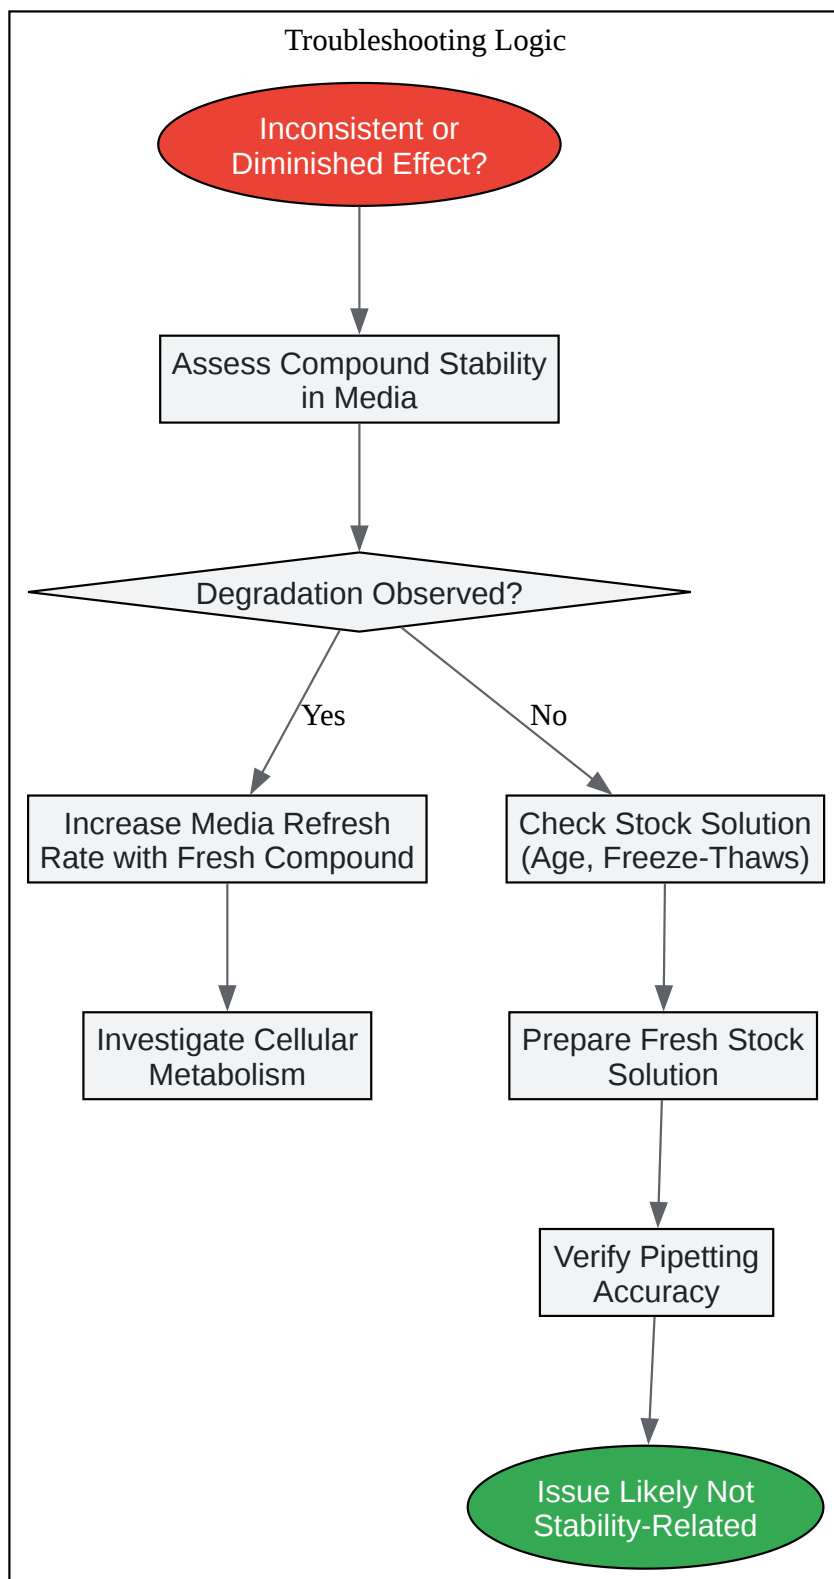 Troubleshooting Logic
Inconsistent or
Diminished Effect?
Assess Compound Stability
in Media
Degradation Observed?
Yes
No
Increase Media Refresh
Rate with Fresh Compound
Check Stock Solution
(Age, Freeze-Thaws)
Investigate Cellular
Metabolism
Prepare Fresh Stock
Solution
Verify Pipetting
Accuracy
Issue Likely Not
Stability-Related